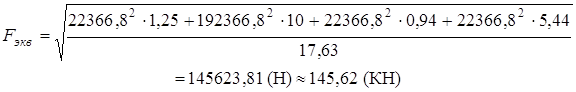 F_экв = √((22366,8² · 1,25 + 192366,8² · 10 + 22366,8² · 0,94 + 22366,8² · 5,44) / 17,63)
= 145623,81 (Н) ≈ 145,62 (КН)